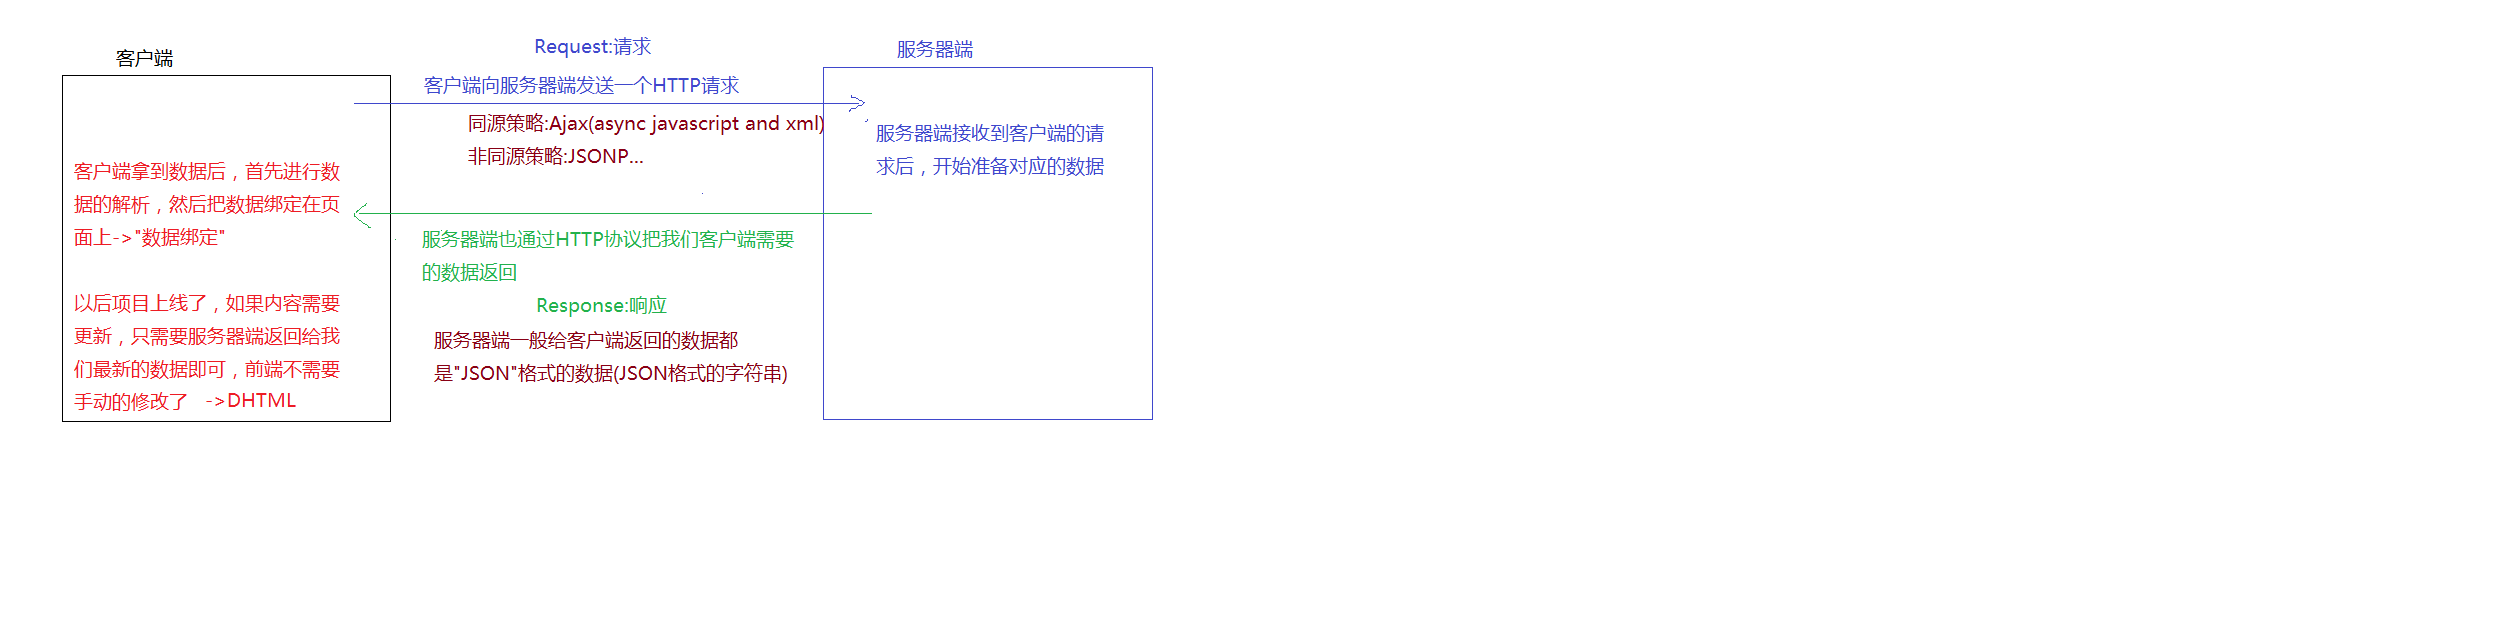 客户端
客户端拿到数据后，首先进行数
据的解析，然后把数据绑定在页
面上->"数据绑定"
以后项目上线了，如果内容需要
更新，只需要服务器端返回给我
们最新的数据即可，前端不需要
手动的修改了 ->DHTML
Request:请求
客户端向服务器端发送一个HTTP请求
同源策略:Ajax(async javascript and xml)
非同源策略:JSONP...
服务器端也通过HTTP协议把我们客户端需要
的数据返回
Response:响应
服务器端一般给客户端返回的数据都
是"JSON"格式的数据(JSON格式的字符串)
服务器端
服务器端接收到客户端的请
求后，开始准备对应的数据